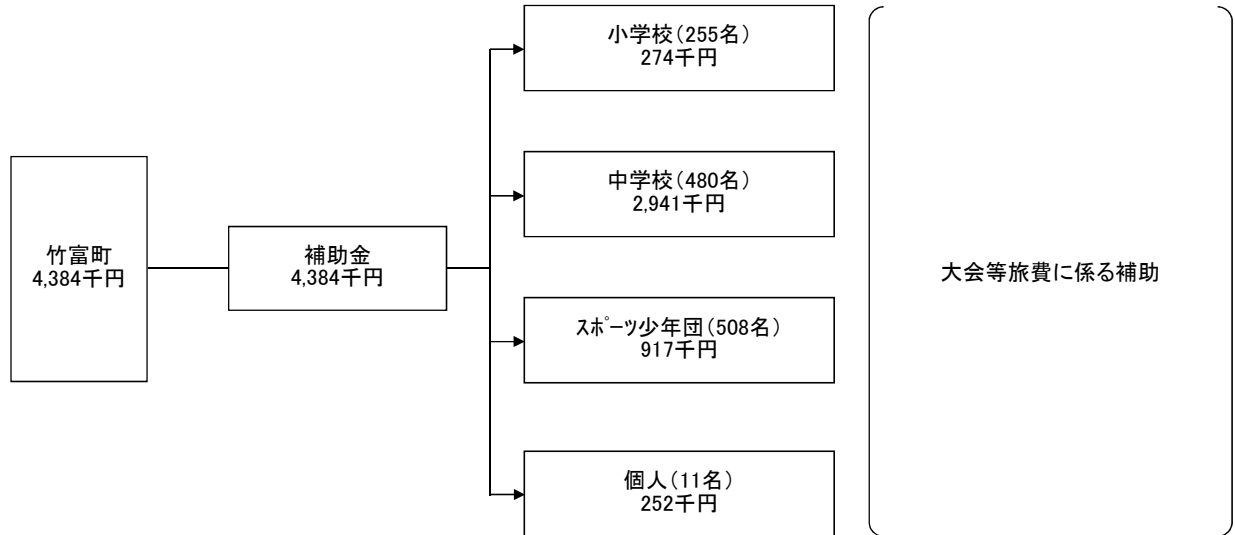 竹富町
4,384千円
補助金
4,384千円
小学校(255名)
274千円
中学校(480名)
2,941千円
ｽﾎﾟｰﾂ少年団(508名)
917千円
個人(11名)
252千円
大会等旅費に係る補助